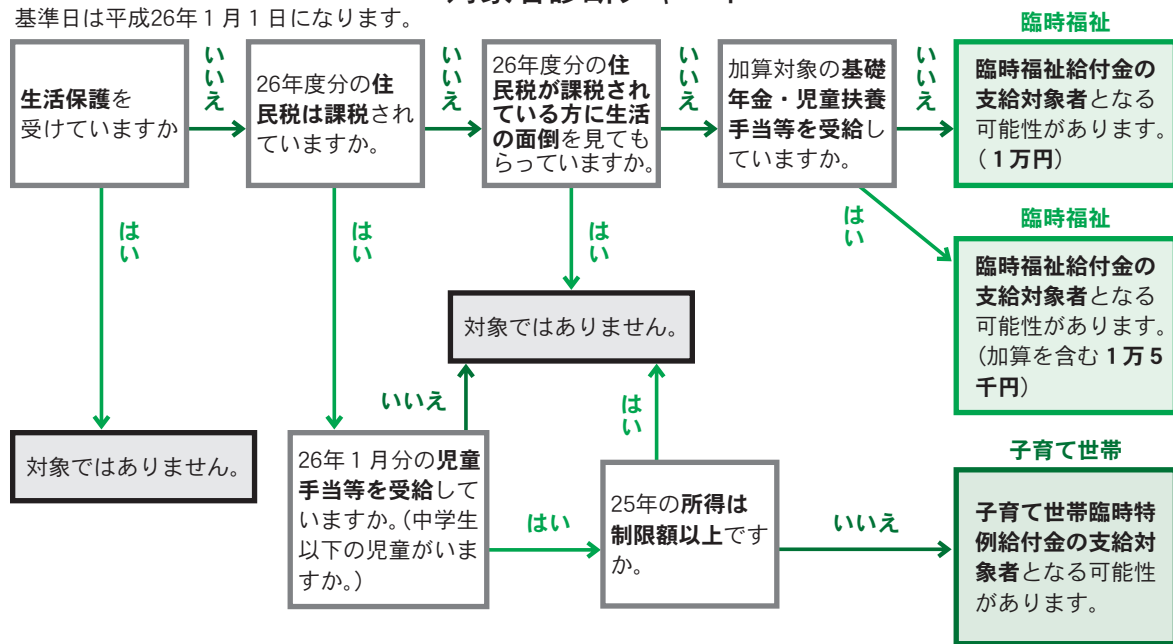 基準日は平成26年１月１日になります。
生活保護を
受けていますか
いいえ
はい
対象ではありません。
26年度分の住
民税は課税され
ていますか。
いいえ
はい
26年度分の住
民税が課税され
ている方に生活
の面倒を見ても
らっていますか。
いいえ
はい
対象ではありません。
加算対象の基礎
年金・児童扶養
手当等を受給し
ていますか。
いいえ
はい
臨時福祉
臨時福祉給付金の
支給対象者となる
可能性があります。
（１万円）
臨時福祉
臨時福祉給付金の
支給対象者となる
可能性があります。
（加算を含む１万５
千円）
26年１月分の児童
手当等を受給して
いますか。（中学生
以下の児童がいま
すか。）
いいえ
はい
25年の所得は
制限額以上です
か。
はい
いいえ
子育て世帯
子育て世帯臨時特
例給付金の支給対
象者となる可能性
があります。